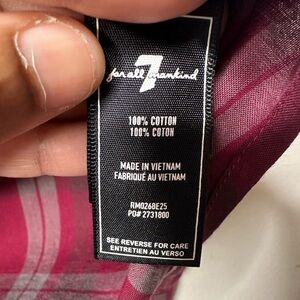 7
for all mankind
100% COTTON
100% COTON
MADE IN VIETNAM
FABRIQUÉ AU VIETNAM
RM0268E25
PO# 2731800
SEE REVERSE FOR CARE
ENTRETIEN AU VERSO